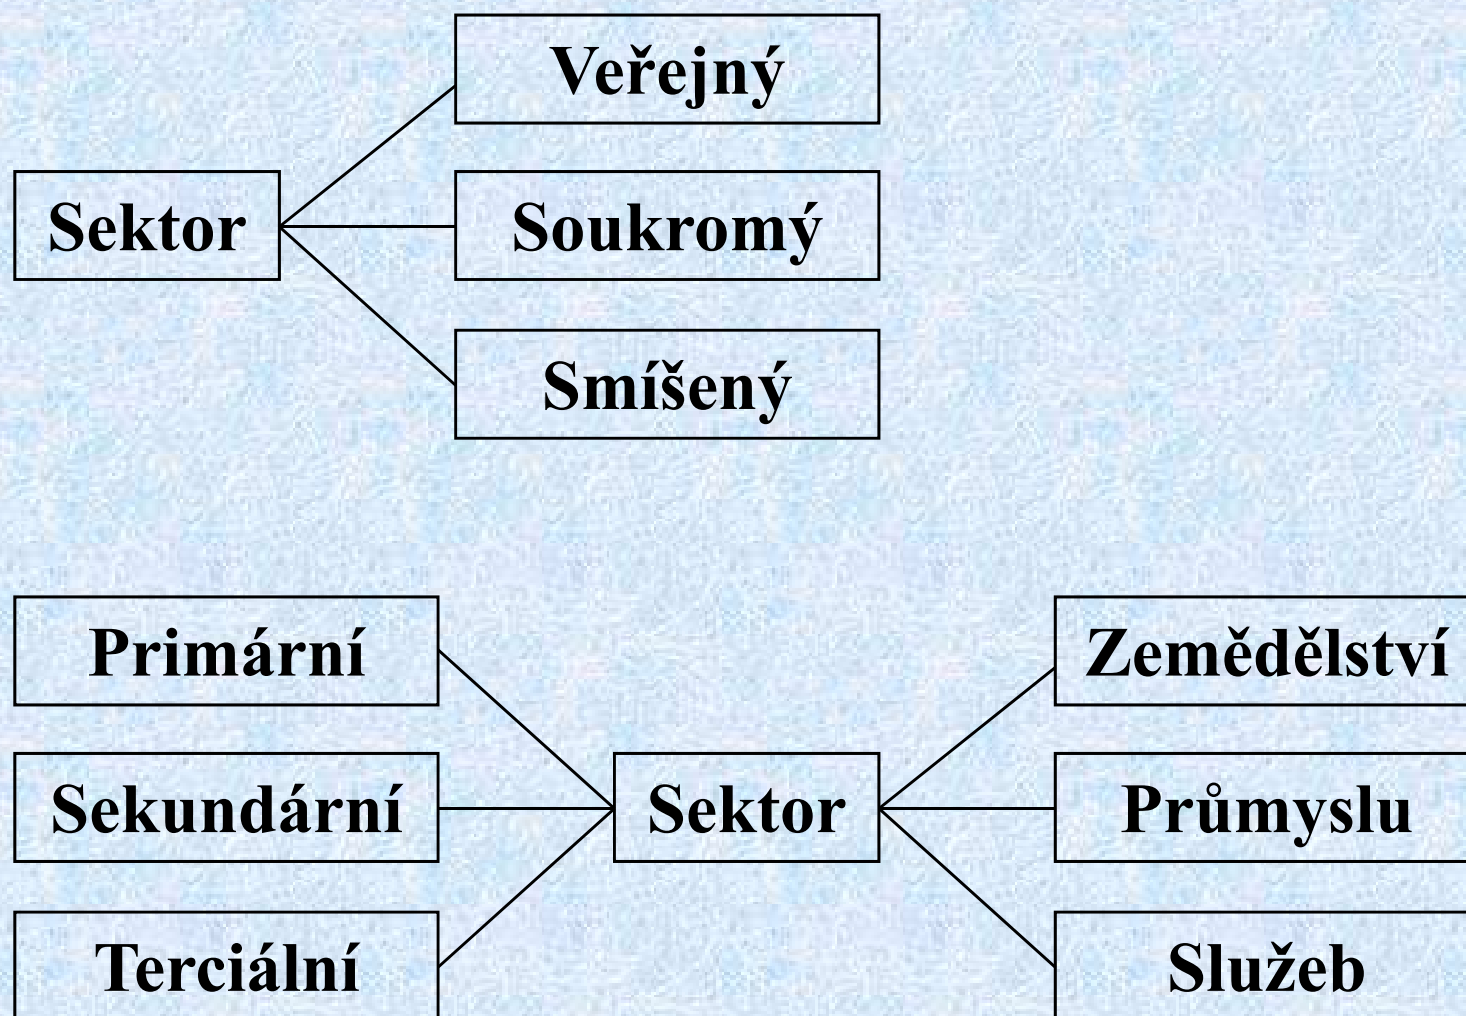 Veřejný
Sektor
Soukromý
Smíšený
Primární
Zemědělství
Sekundární
Sektor
Průmyslu
Terciální
Služeb